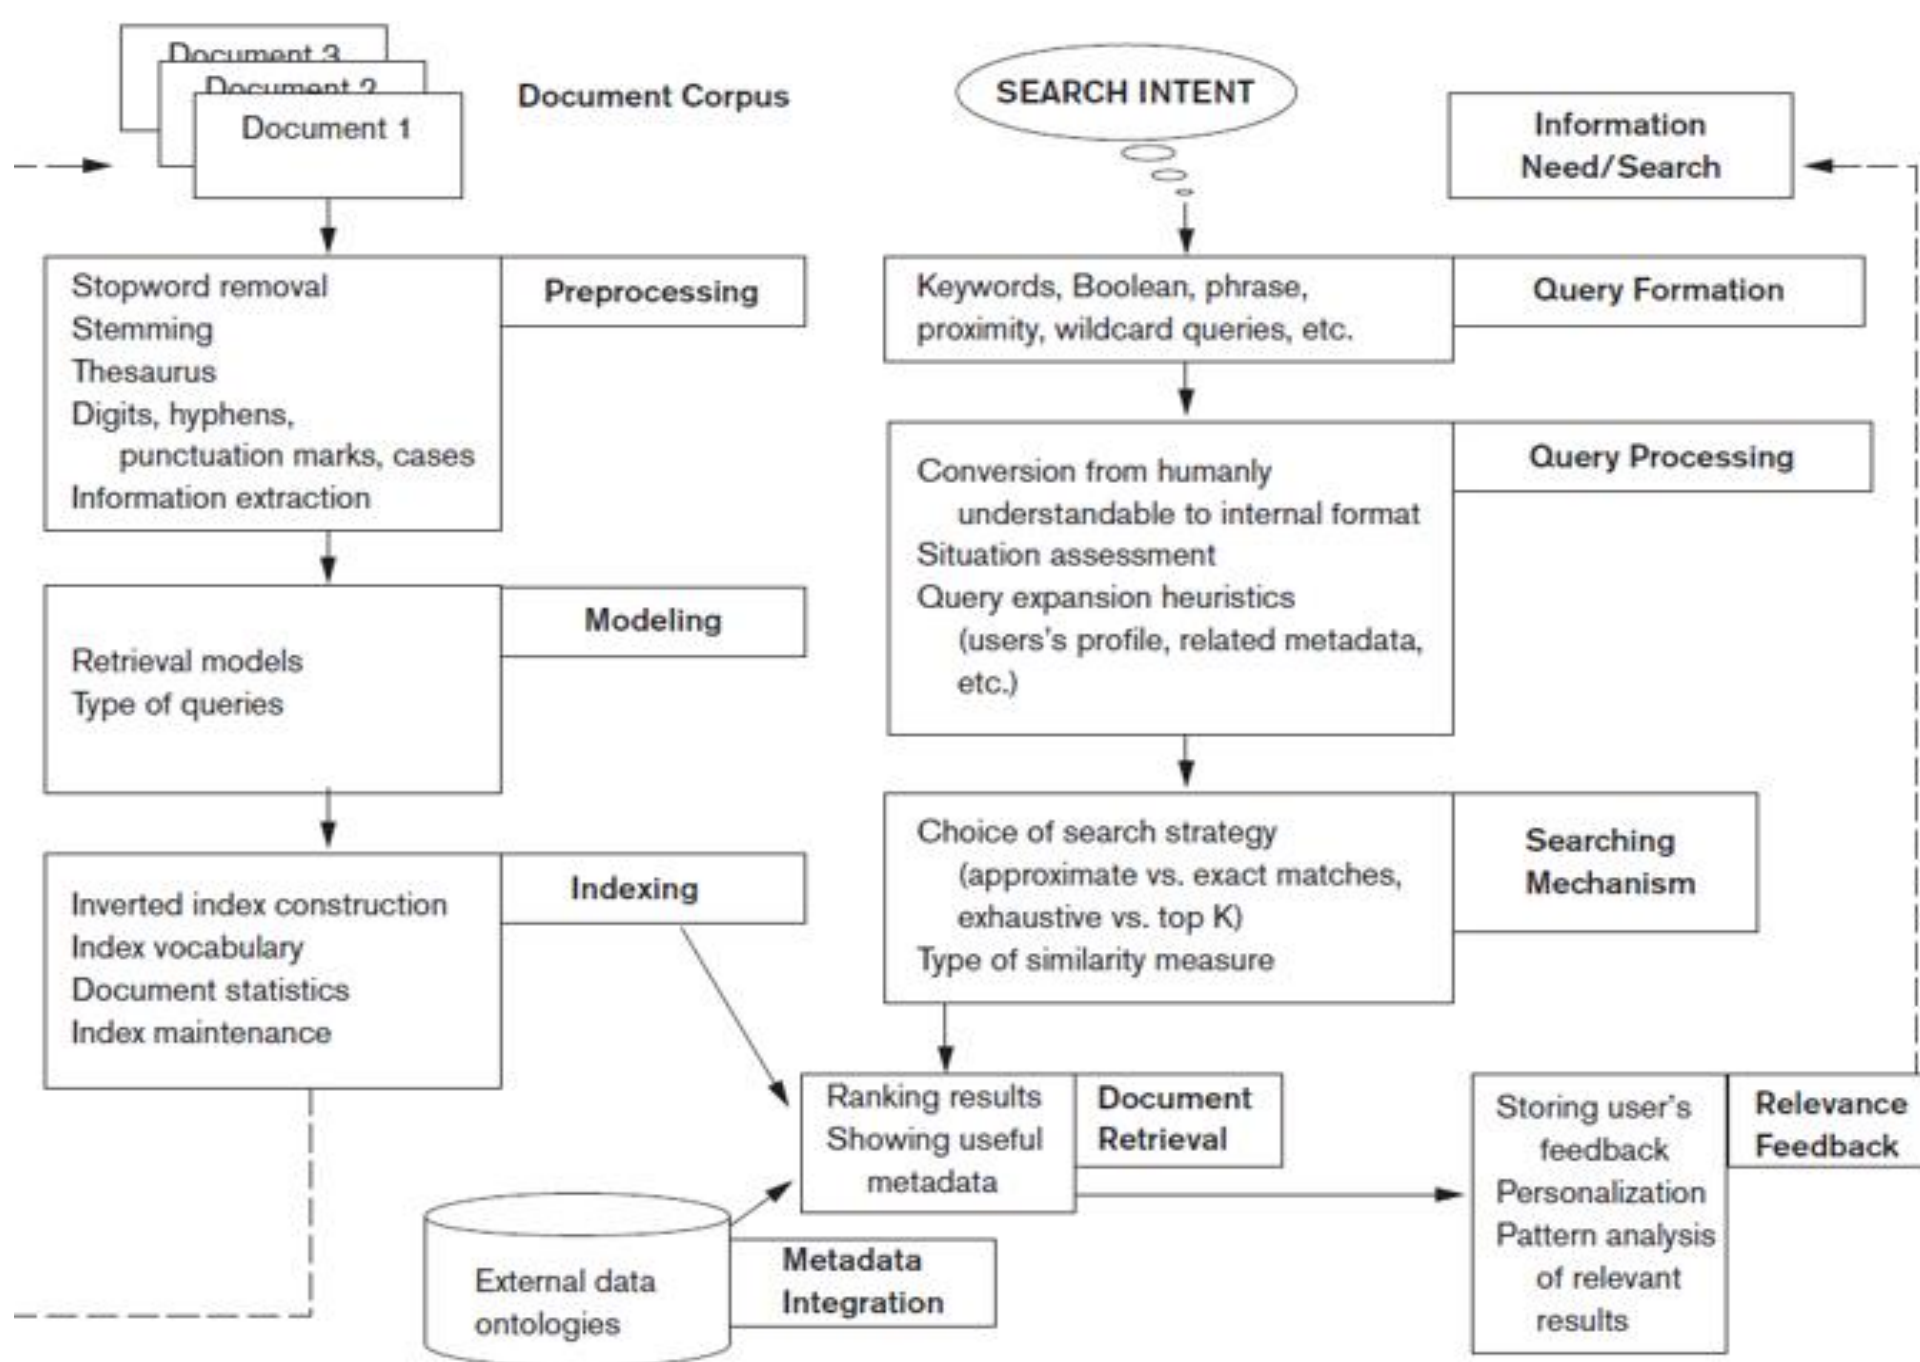 Document 3
Document 2
Document 1
Document Corpus
Stopword removal
Stemming
Thesaurus
Digits, hyphens,
punctuation marks, cases
Information extraction
Preprocessing
Retrieval models
Type of queries
Modeling
Inverted index construction
Index vocabulary
Document statistics
Index maintenance
Indexing
SEARCH INTENT
Information
Need/Search
Keywords, Boolean, phrase,
proximity, wildcard queries, etc.
Query Formation
Conversion from humanly
understandable to internal format
Situation assessment
Query expansion heuristics
(users's profile, related metadata,
etc.)
Query Processing
Choice of search strategy
(approximate vs. exact matches,
exhaustive vs. top K)
Type of similarity measure
Searching
Mechanism
Ranking results
Showing useful
metadata
Document
Retrieval
External data
ontologies
Metadata
Integration
Storing user's
feedback
Personalization
Pattern analysis
of relevant
results
Relevance
Feedback